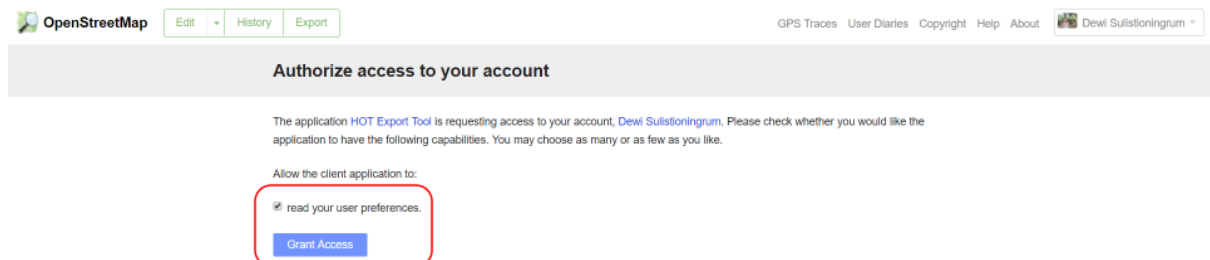 OpenStreetMap Edit History Export GPS Traces User Diaries Copyright Help About Dewi Sulistioningrum
Authorize access to your account
The application HOT Export Tool is requesting access to your account, Dewi Sulistioningrum. Please check whether you would like the
application to have the following capabilities. You may choose as many or as few as you like.
Allow the client application to:
read your user preferences.
Grant Access